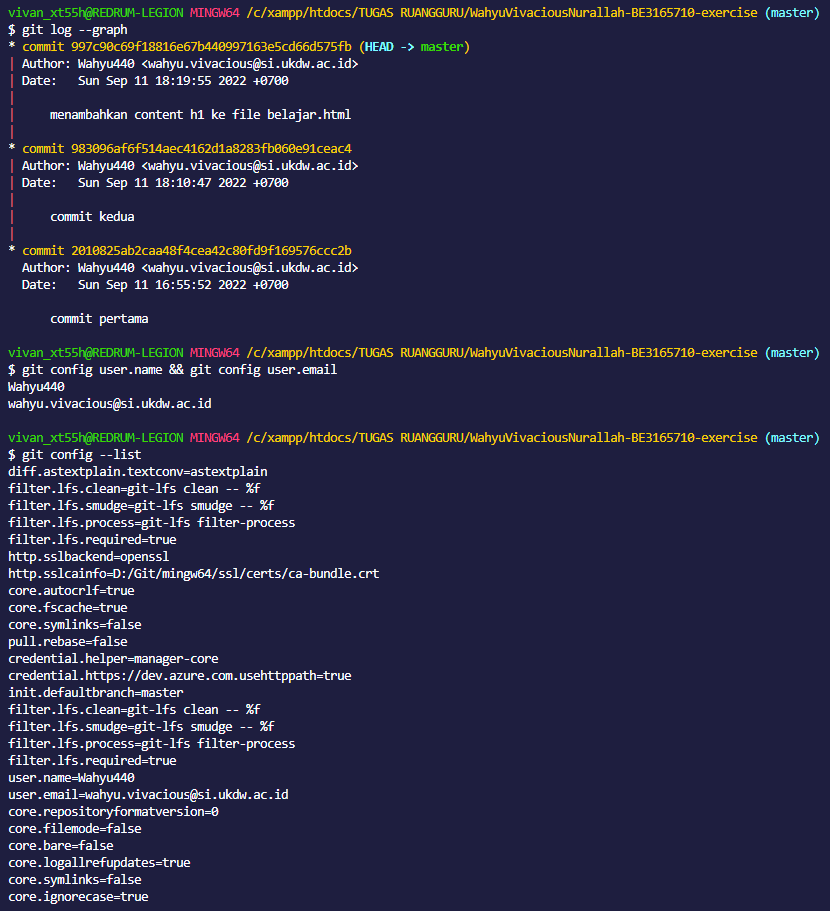 vivan_xt55h@REDRUM-LEGION MINGW64 /c/xampp/htdocs/TUGAS RUANGGURU/WahyuVivaciousNurallah-BE3165710-exercise (master)
$ git log --graph
* commit 997c90c69f18816e67b440997163e5cd66d575fb (HEAD -> master)
| Author: Wahyu440 <wahyu.vivacious@si.ukdw.ac.id>
| Date:   Sun Sep 11 18:19:55 2022 +0700
|
|     menambahkan content h1 ke file belajar.html
|
* commit 983096af6f514aec4162d1a8283fb060e91ceac4
| Author: Wahyu440 <wahyu.vivacious@si.ukdw.ac.id>
| Date:   Sun Sep 11 18:10:47 2022 +0700
|
|     commit kedua
|
* commit 2010825ab2caa48f4cea42c80fd9f169576ccc2b
  Author: Wahyu440 <wahyu.vivacious@si.ukdw.ac.id>
  Date:   Sun Sep 11 16:55:52 2022 +0700

      commit pertama

vivan_xt55h@REDRUM-LEGION MINGW64 /c/xampp/htdocs/TUGAS RUANGGURU/WahyuVivaciousNurallah-BE3165710-exercise (master)
$ git config user.name && git config user.email
Wahyu440
wahyu.vivacious@si.ukdw.ac.id

vivan_xt55h@REDRUM-LEGION MINGW64 /c/xampp/htdocs/TUGAS RUANGGURU/WahyuVivaciousNurallah-BE3165710-exercise (master)
$ git config --list
diff.astextplain.textconv=astextplain
filter.lfs.clean=git-lfs clean -- %f
filter.lfs.smudge=git-lfs smudge -- %f
filter.lfs.process=git-lfs filter-process
filter.lfs.required=true
http.sslbackend=openssl
http.sslcainfo=D:/Git/mingw64/ssl/certs/ca-bundle.crt
core.autocrlf=true
core.fscache=true
core.symlinks=false
pull.rebase=false
credential.helper=manager-core
credential.https://dev.azure.com.usehttppath=true
init.defaultbranch=master
filter.lfs.clean=git-lfs clean -- %f
filter.lfs.smudge=git-lfs smudge -- %f
filter.lfs.process=git-lfs filter-process
filter.lfs.required=true
user.name=Wahyu440
user.email=wahyu.vivacious@si.ukdw.ac.id
core.repositoryformatversion=0
core.filemode=false
core.bare=false
core.logallrefupdates=true
core.symlinks=false
core.ignorecase=true